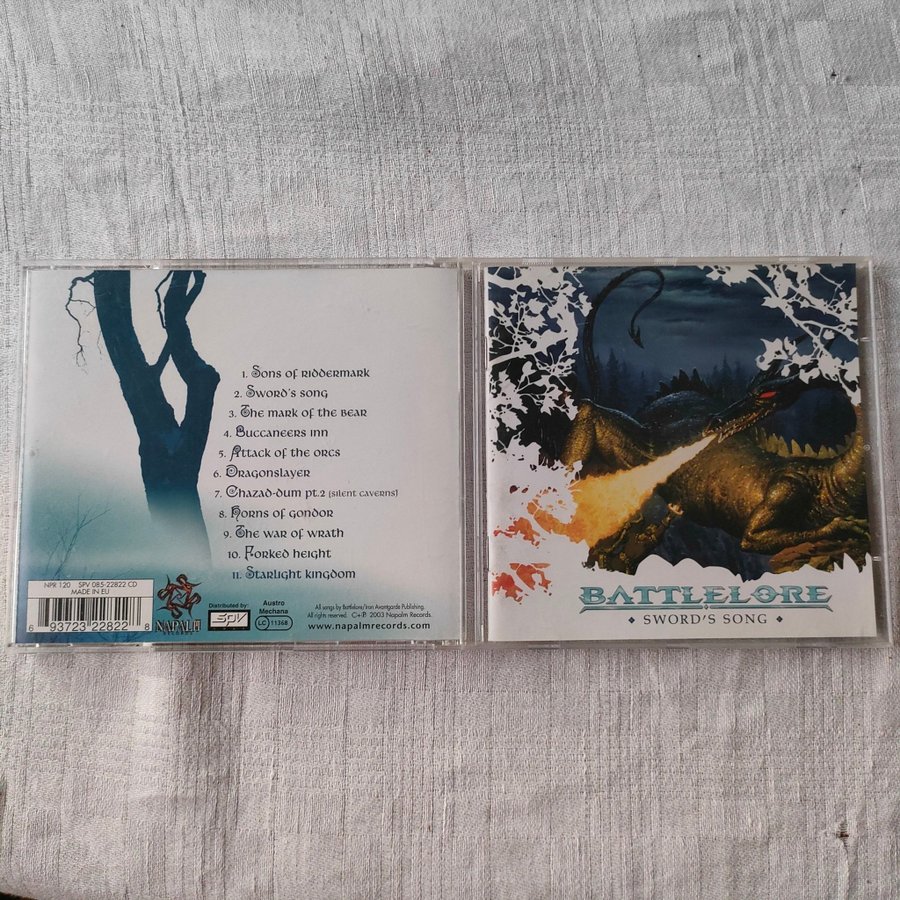 1. Sons of Riddermark
2. Sword's song
3. The mark of the bear
4. Buccaneers inn
5. Attack of the orcs
6. Dragonslayer
7. Khazad-dum pt.2 (silent caverns)
8. Horns of gondor
9. The war of wrath
10. Forked height
11. Starlight kingdom
NPR 120 SPV 085-22822 CD
MADE IN EU
6 93723 22822 8
NAPALM
RECORDS
Distributed by:
SPV
Austro
Mechana
LC 11368
All songs by Battlelore/Iron Avantgarde Publishing.
All rights reserved. C+P 2003 Napalm Records.
www.napalmrecords.com
BATTLELORE
SWORD'S SONG